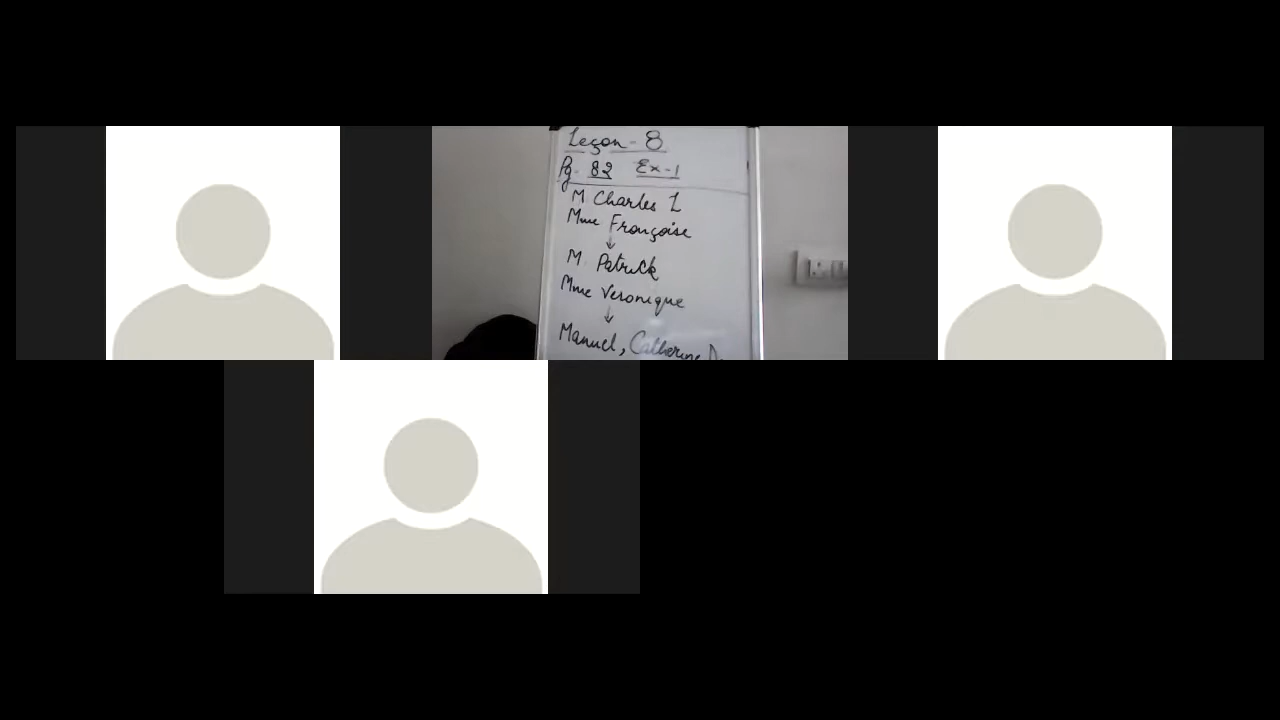 Leçon - 8
Pg. 82 Ex-1
M Charles L
Mme Françoise
↓
M. Patrick
Mme Veronique
↓
Manuel, Catherine